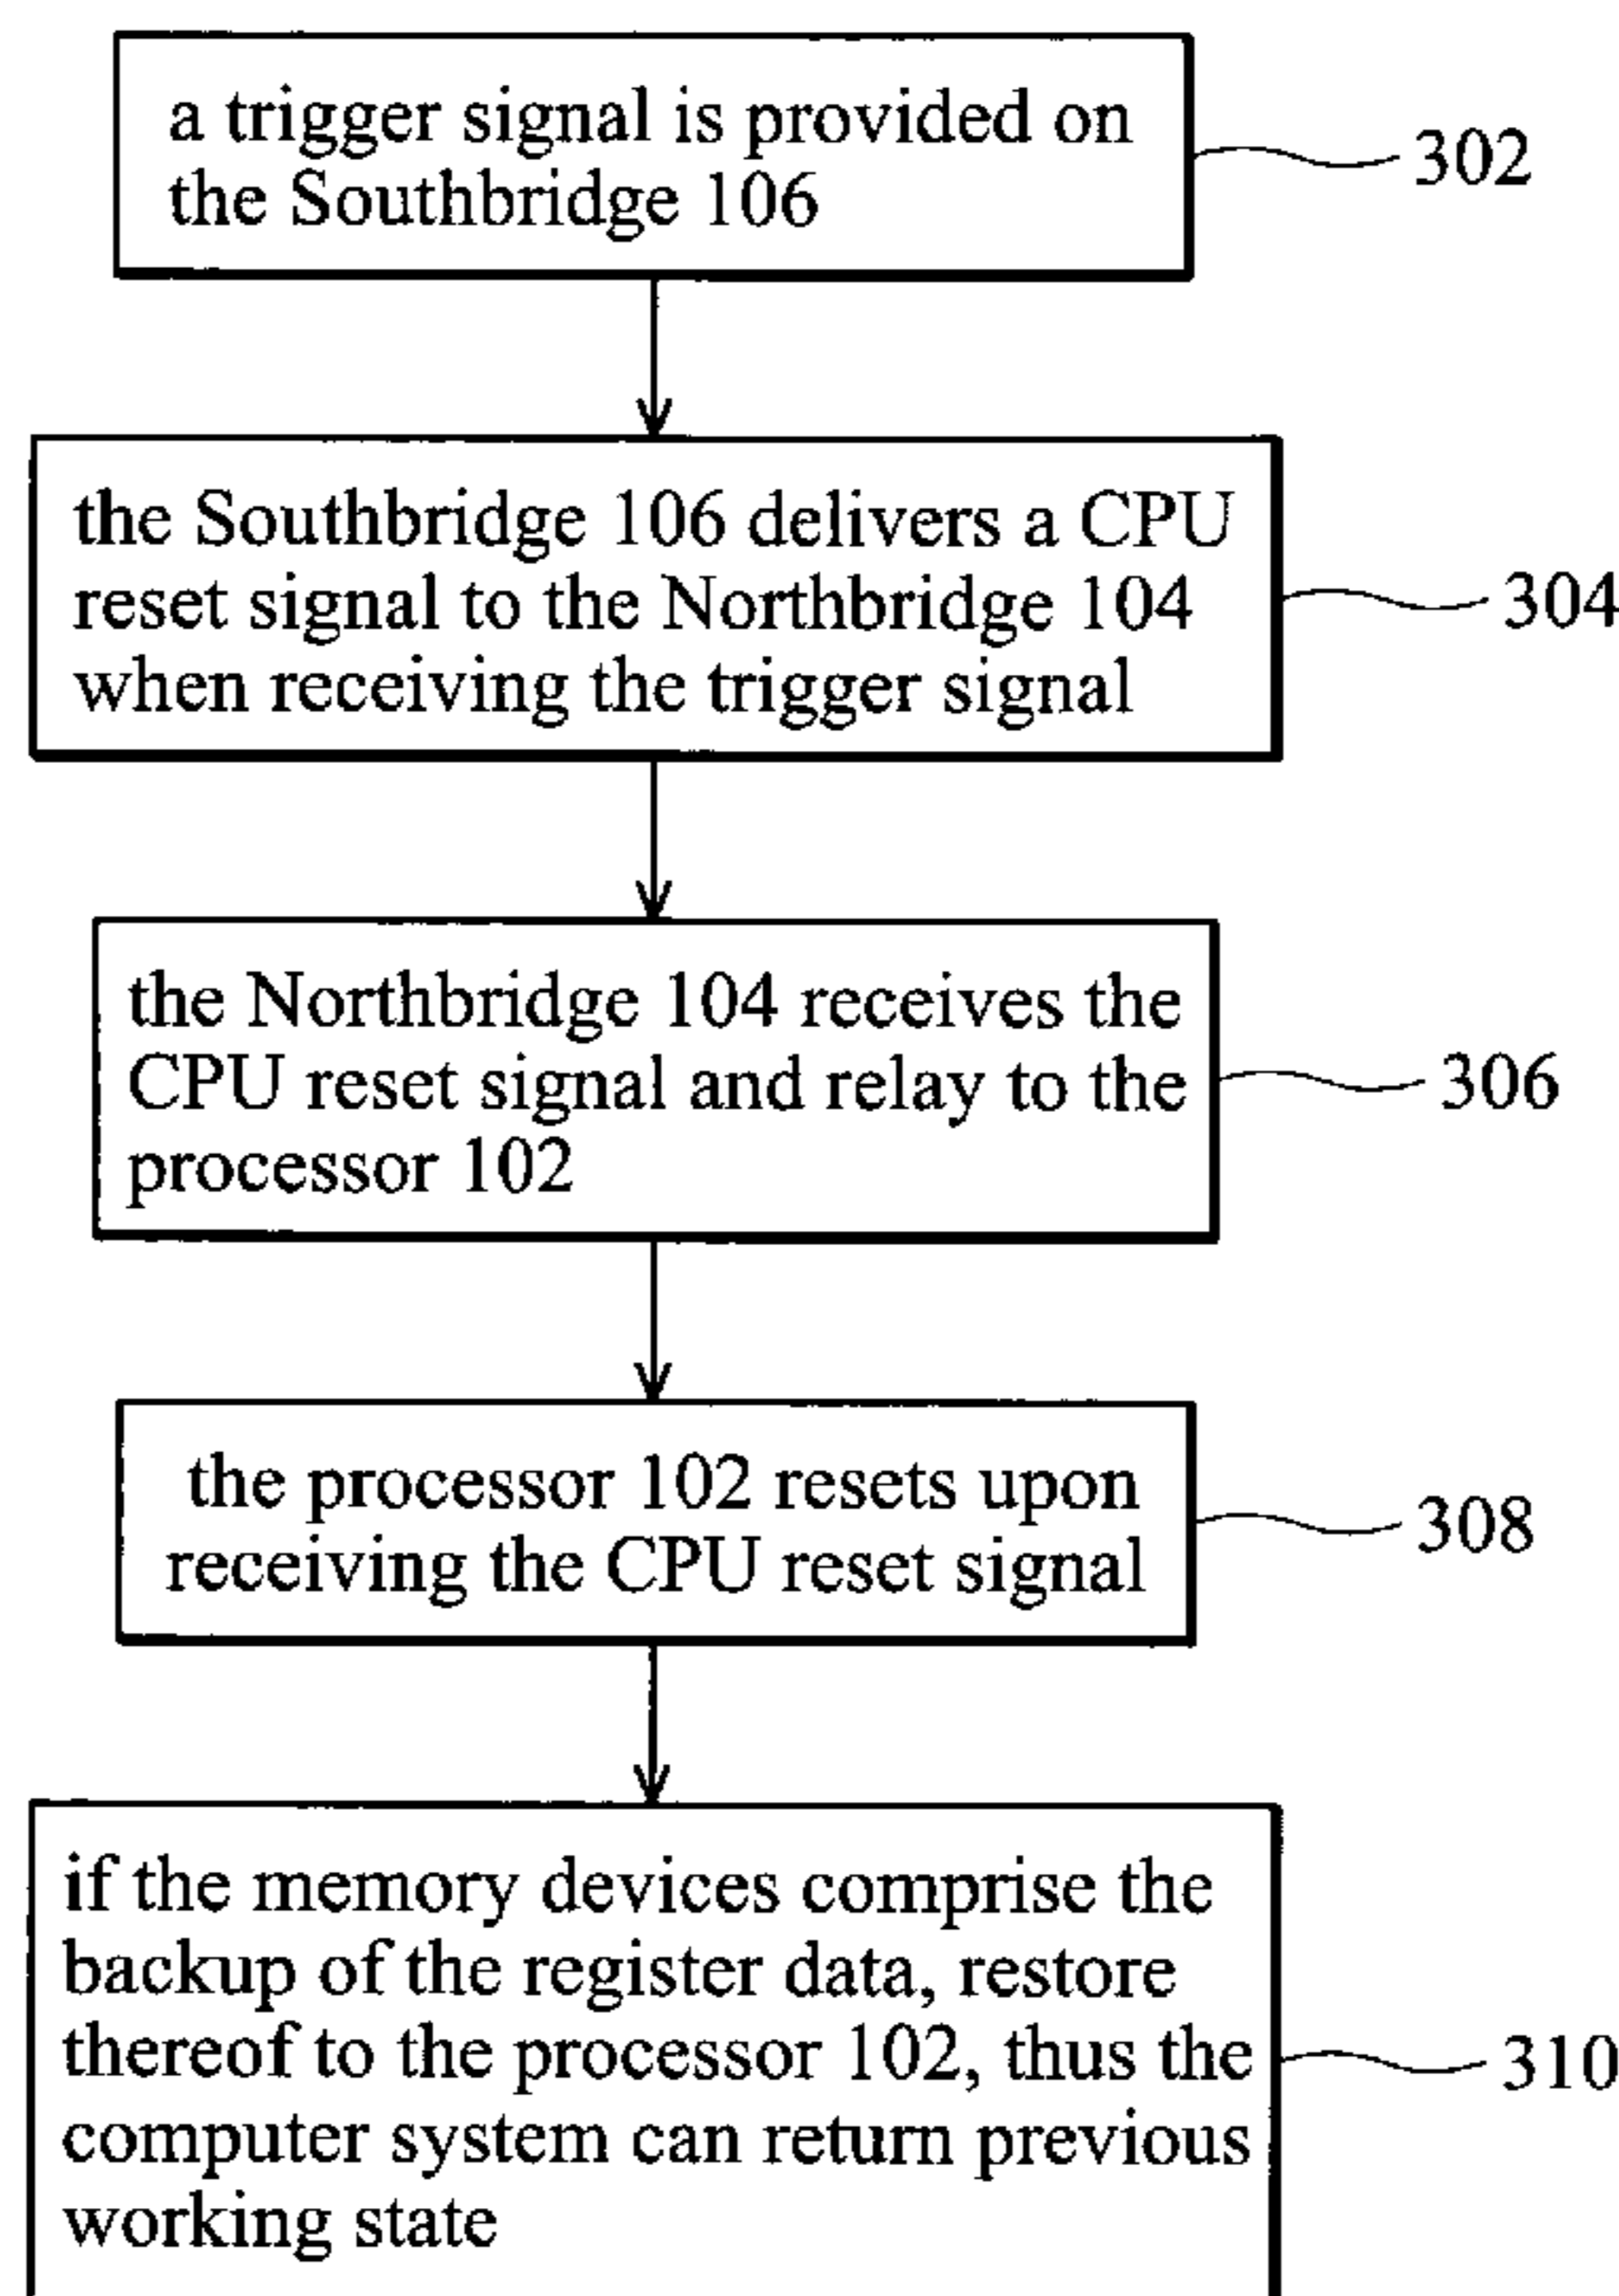 a trigger signal is provided on
the Southbridge 106
302
the Southbridge 106 delivers a CPU
reset signal to the Northbridge 104
when receiving the trigger signal
304
the Northbridge 104 receives the
CPU reset signal and relay to the
processor 102
306
the processor 102 resets upon
receiving the CPU reset signal
308
if the memory devices comprise the
backup of the register data, restore
thereof to the processor 102, thus the
computer system can return previous
working state
310